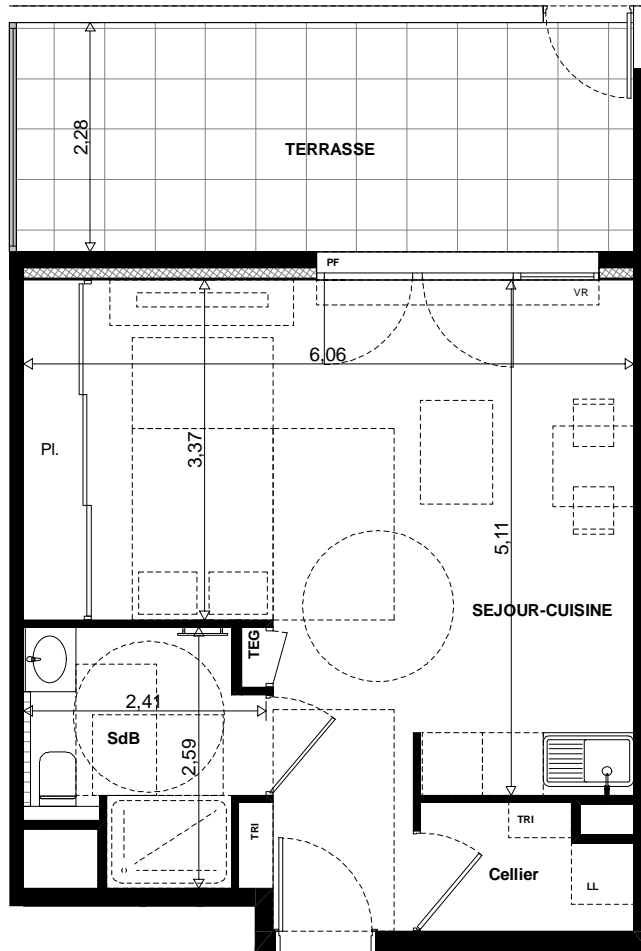 2,28
TERRASSE
PF
VR
6,06
Pl.
3,37
5,11
SEJOUR-CUISINE
TEG
2,41
SdB
2,59
TRI
TRI
Cellier
LL